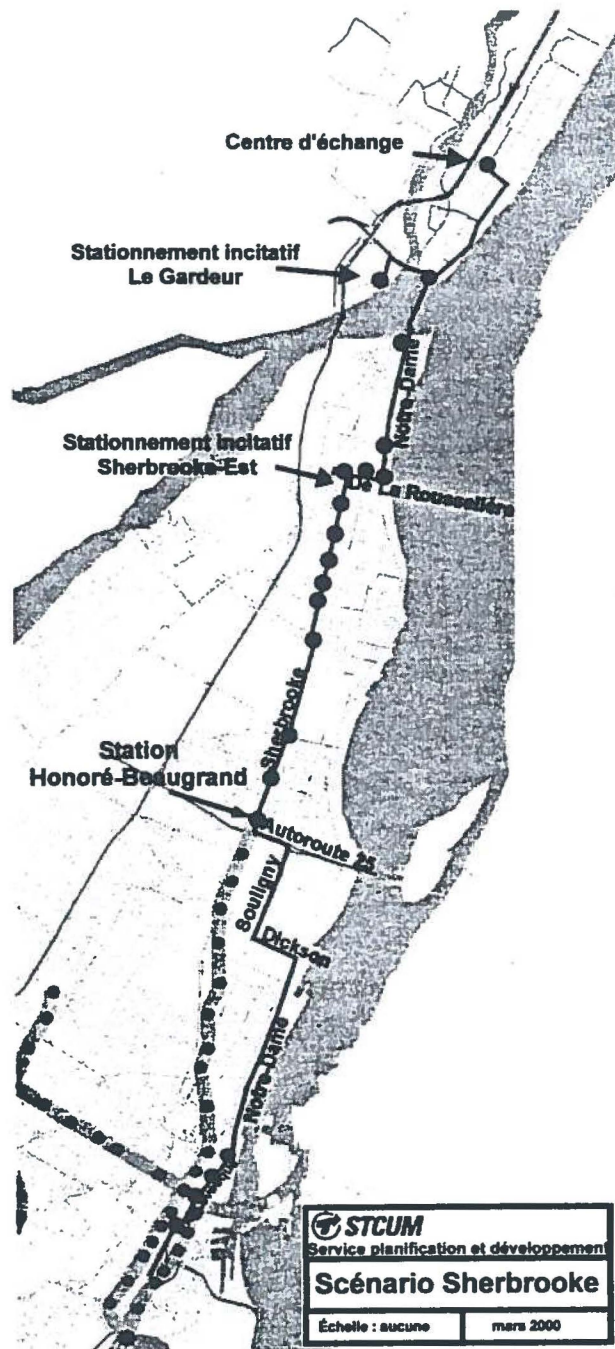 Centre d'échange
Stationnement incitatif
Le Gardeur
Notre-Dame
Stationnement incitatif
Sherbrooke-Est
De La Rousselière
Sherbrooke
Station
Honoré-Beaugrand
Autoroute 25
Souligny
Dickson
Notre-Dame
STCUM
Service planification et développement
Scénario Sherbrooke
Échelle : aucune
mars 2000